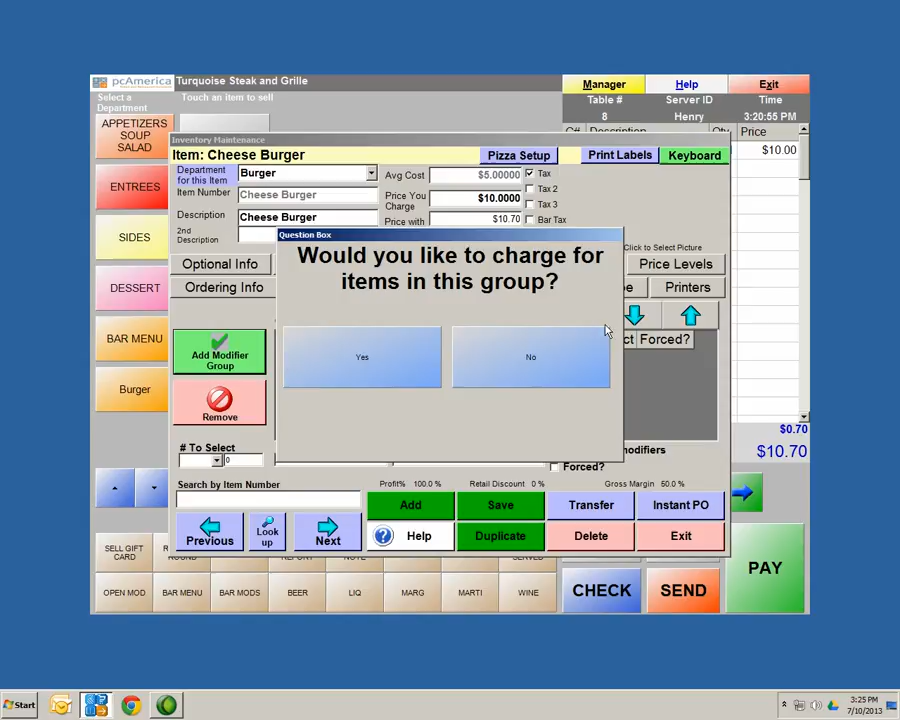 pcAmerica
Turquoise Steak and Grille
Manager
Help
Exit
Select a
Department
Touch an item to sell
Table #
Server ID
Time
8
Henry
3:20:55 PM
Description
Price
$10.00
APPETIZERS
SOUP
SALAD
ENTREES
SIDES
DESSERT
BAR MENU
Burger
Inventory Maintenance
Item: Cheese Burger
Pizza Setup
Print Labels
Keyboard
Department
for this Item
Burger
Avg Cost
$5.00000
Tax
Item Number
Cheese Burger
Price You
Charge
$10.0000
Tax 2
Tax 3
Description
Cheese Burger
Price with
$10.70
Bar Tax
2nd
Description
Question Box
Would you like to charge for
items in this group?
Yes
No
Click to Select Picture
Optional Info
Price Levels
Ordering Info
Printers
Forced?
Add Modifier
Group
Remove
# To Select
0
Forced?
Search by Item Number
Profit% 100.0 %
Retail Discount 0 %
Gross Margin 50.0 %
Add
Save
Transfer
Instant PO
Previous
Look
up
Next
Help
Duplicate
Delete
Exit
$0.70
$10.70
SELL GIFT
CARD
OPEN MOD
BAR MENU
BAR MODS
BEER
LIQ
MARG
MARTI
WINE
CHECK
SEND
PAY
Start
3:25 PM
7/10/2013